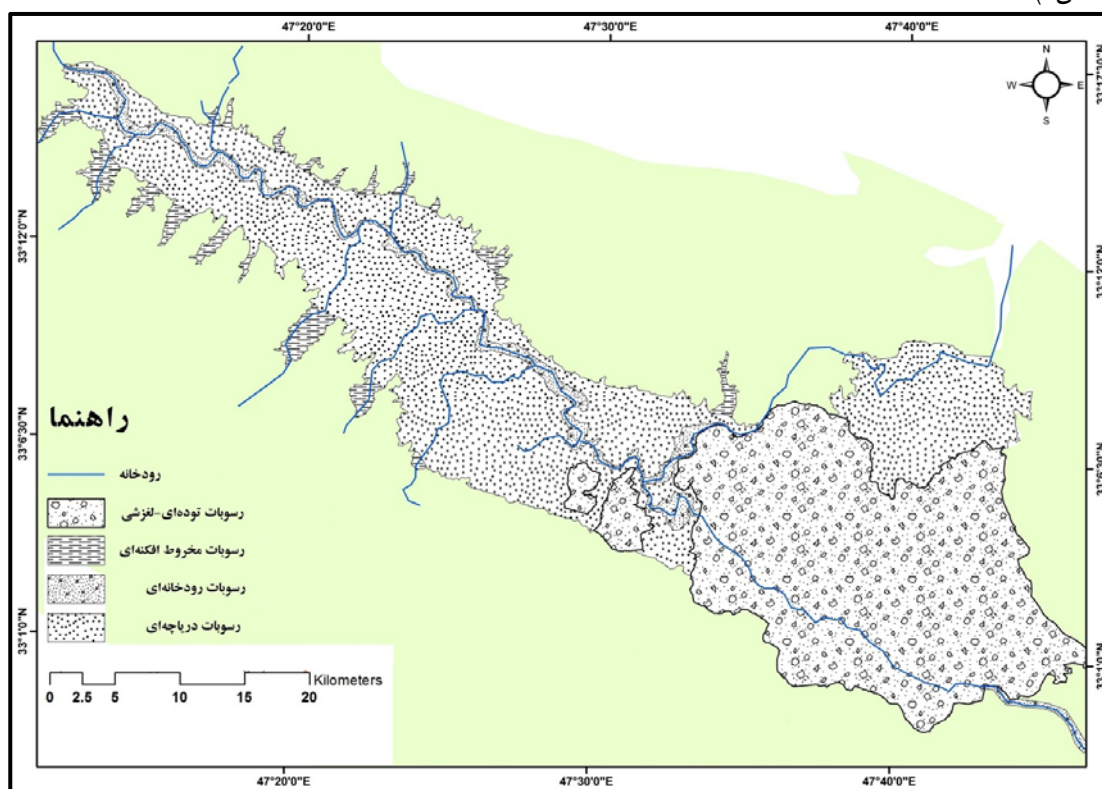 47°20'0"E
47°30'0"E
47°40'0"E
N
W E
S
33°12'0"N
33°6'30"N
33°1'0"N
راهنما
رودخانه
رسوبات توده‌ای-لغزشی
رسوبات مخروط افکنه‌ای
رسوبات رودخانه‌ای
رسوبات دریاچه‌ای
0 2.5 5 10 15 20 Kilometers
47°20'0"E
47°30'0"E
47°40'0"E